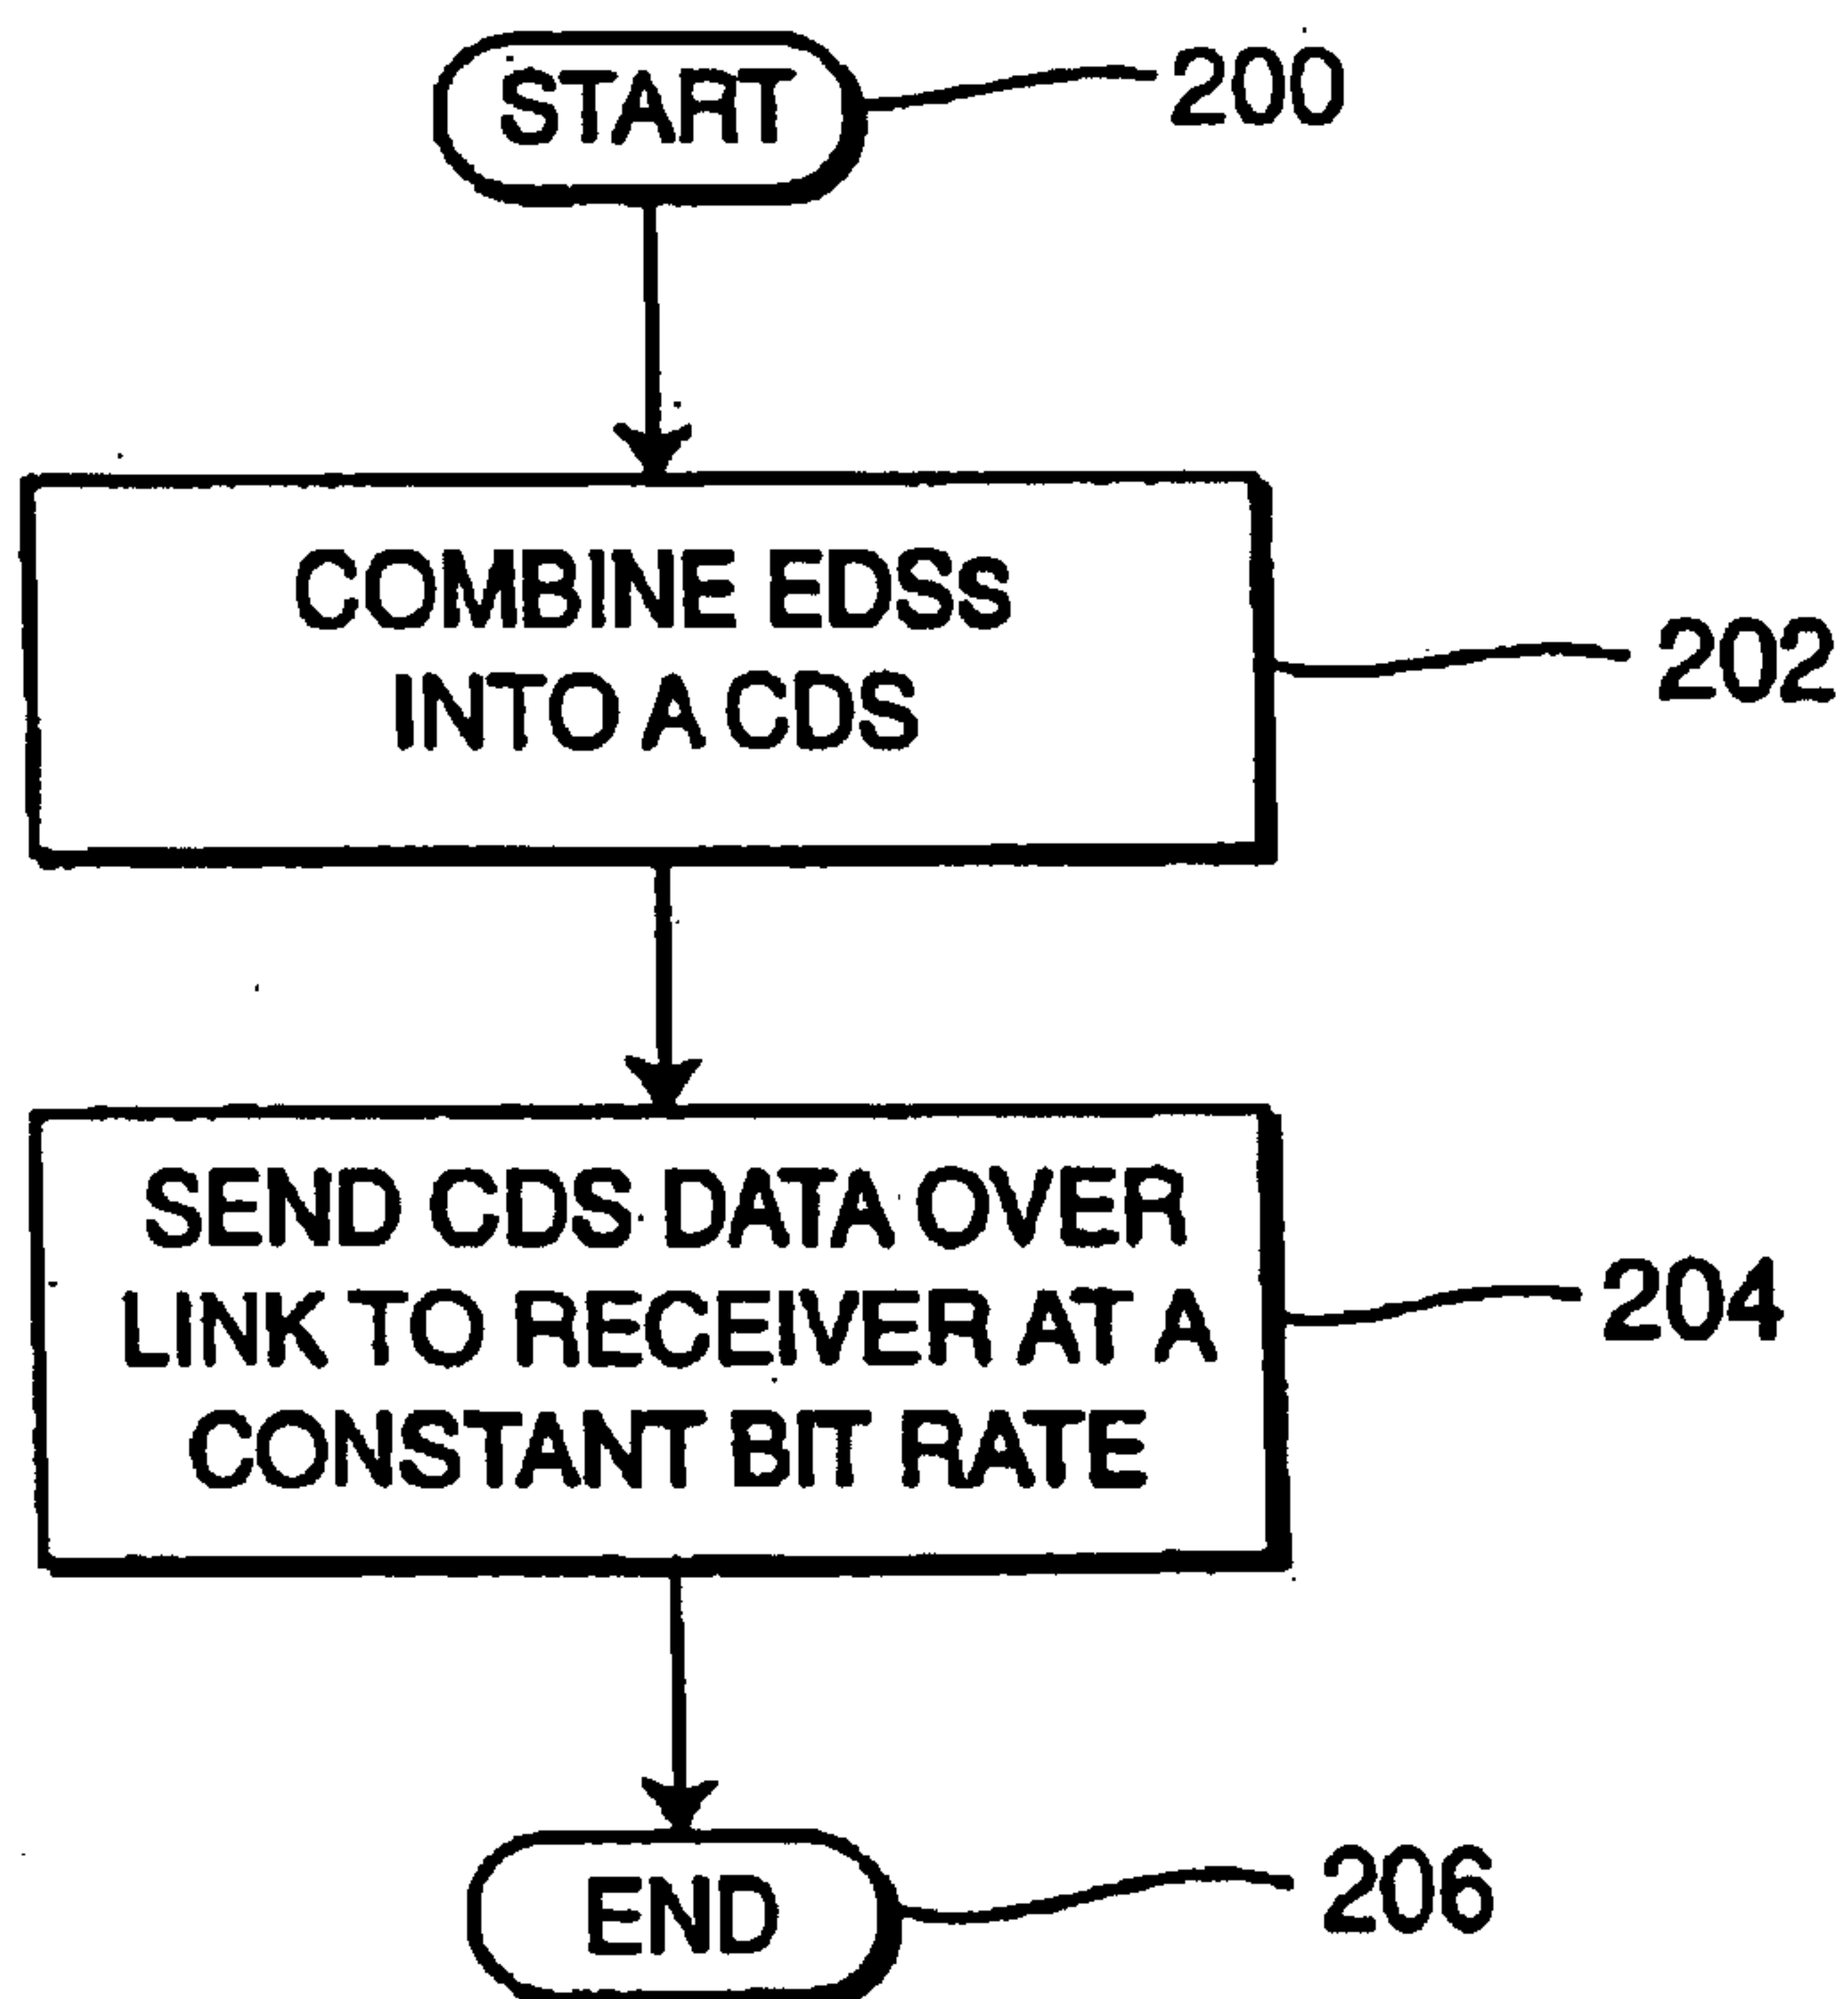 START
200
COMBINE EDSs
INTO A CDS
202
SEND CDS DATA OVER
LINK TO RECEIVER AT A
CONSTANT BIT RATE
204
END
206